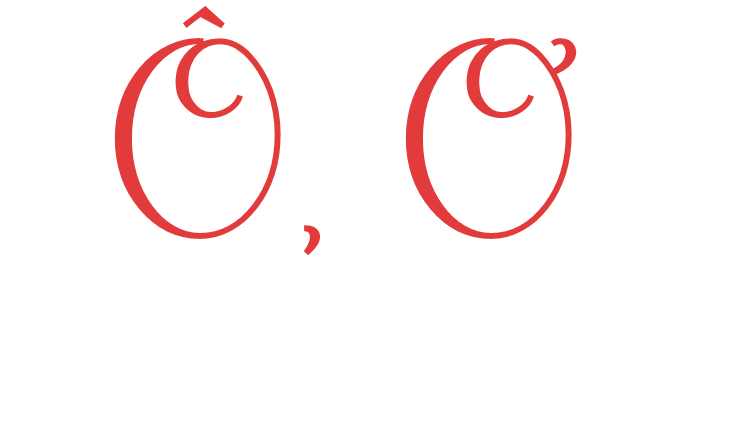 Ô, Ơ